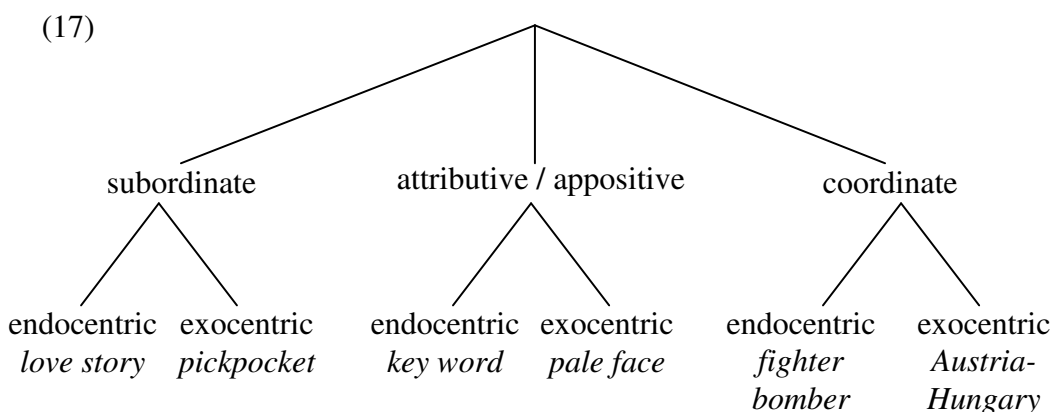 (17)
subordinate attributive / appositive coordinate
endocentric exocentric endocentric exocentric endocentric exocentric
love story pickpocket key word pale face fighter Austria-
bomber Hungary